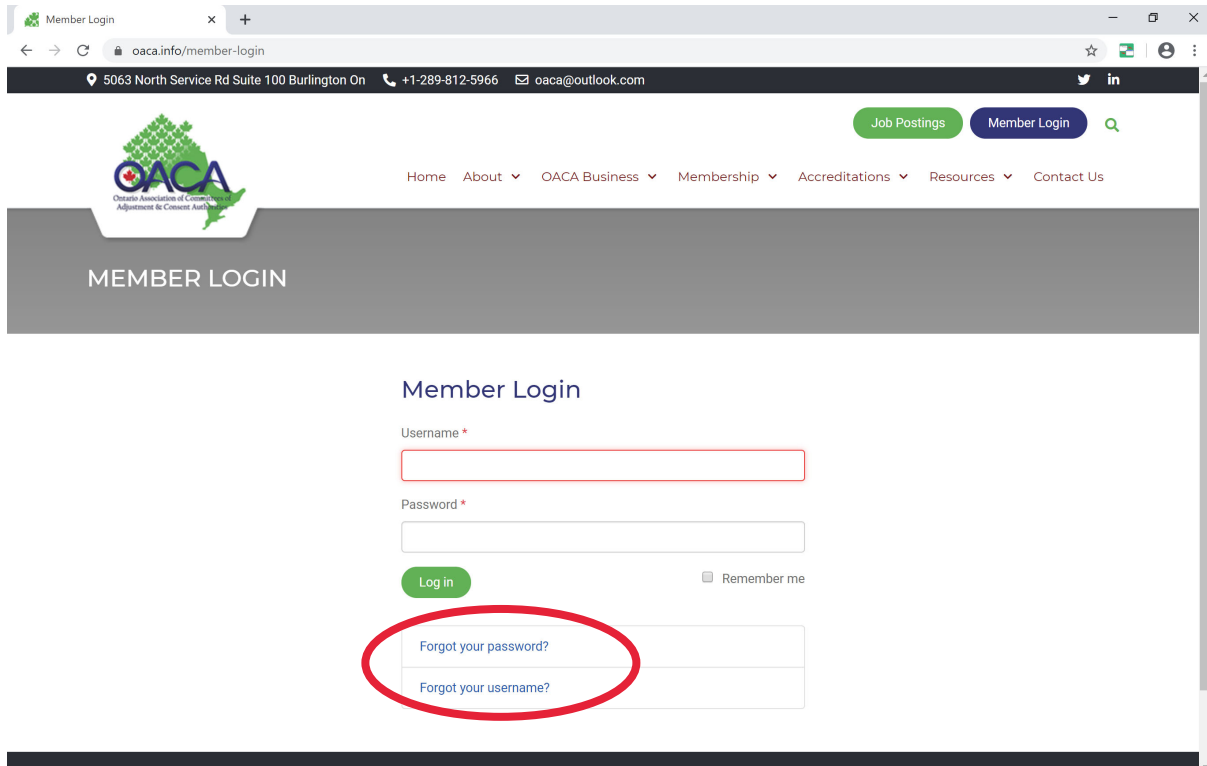 Member Login
oaca.info/member-login
5063 North Service Rd Suite 100 Burlington On +1-289-812-5966 oaca@outlook.com in
Job Postings Member Login
OACA
Ontario Association of Committees of
Adjustment & Consent Authorities
Home About OACA Business Membership Accreditations Resources Contact Us
MEMBER LOGIN
Member Login
Username *
Password *
Log in Remember me
Forgot your password?
Forgot your username?